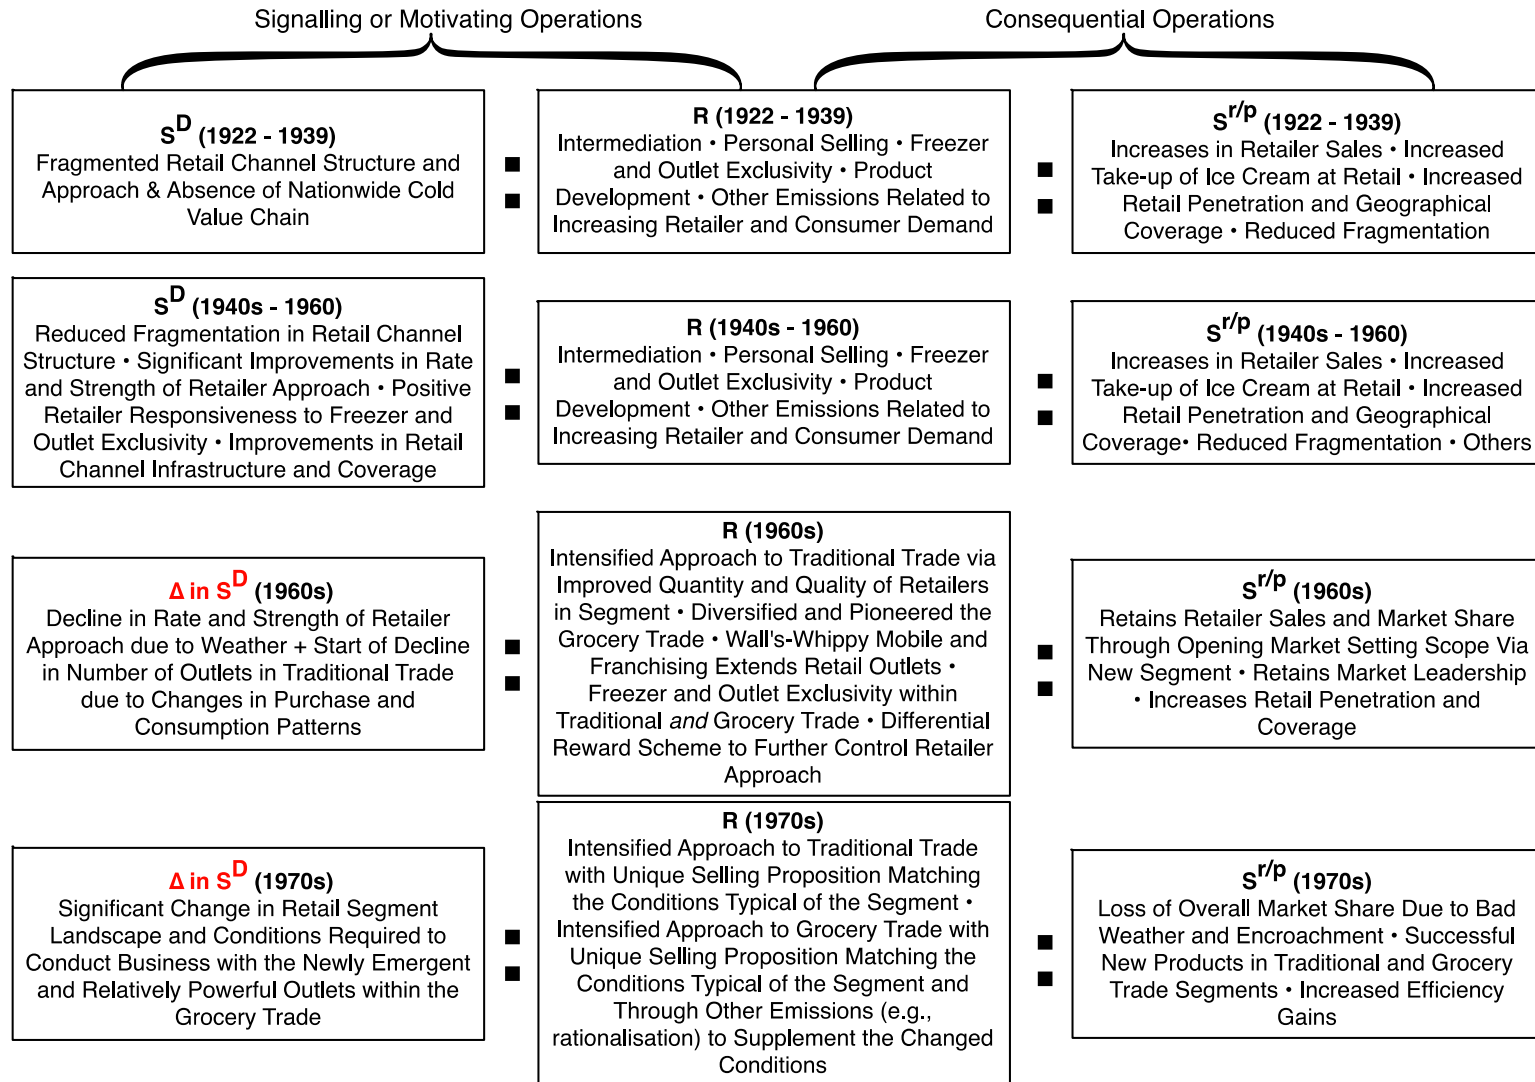 Signalling or Motivating Operations
Consequential Operations
S^D (1922 - 1939)
Fragmented Retail Channel Structure and
Approach & Absence of Nationwide Cold
Value Chain
R (1922 - 1939)
Intermediation • Personal Selling • Freezer
and Outlet Exclusivity • Product
Development • Other Emissions Related to
Increasing Retailer and Consumer Demand
S^r/p (1922 - 1939)
Increases in Retailer Sales • Increased
Take-up of Ice Cream at Retail • Increased
Retail Penetration and Geographical
Coverage • Reduced Fragmentation
S^D (1940s - 1960)
Reduced Fragmentation in Retail Channel
Structure • Significant Improvements in Rate
and Strength of Retailer Approach • Positive
Retailer Responsiveness to Freezer and
Outlet Exclusivity • Improvements in Retail
Channel Infrastructure and Coverage
R (1940s - 1960)
Intermediation • Personal Selling • Freezer
and Outlet Exclusivity • Product
Development • Other Emissions Related to
Increasing Retailer and Consumer Demand
S^r/p (1940s - 1960)
Increases in Retailer Sales • Increased
Take-up of Ice Cream at Retail • Increased
Retail Penetration and Geographical
Coverage• Reduced Fragmentation • Others
Δ in S^D (1960s)
Decline in Rate and Strength of Retailer
Approach due to Weather + Start of Decline
in Number of Outlets in Traditional Trade
due to Changes in Purchase and
Consumption Patterns
R (1960s)
Intensified Approach to Traditional Trade via
Improved Quantity and Quality of Retailers
in Segment • Diversified and Pioneered the
Grocery Trade • Wall's-Whippy Mobile and
Franchising Extends Retail Outlets •
Freezer and Outlet Exclusivity within
Traditional and Grocery Trade • Differential
Reward Scheme to Further Control Retailer
Approach
S^r/p (1960s)
Retains Retailer Sales and Market Share
Through Opening Market Setting Scope Via
New Segment • Retains Market Leadership
• Increases Retail Penetration and
Coverage
Δ in S^D (1970s)
Significant Change in Retail Segment
Landscape and Conditions Required to
Conduct Business with the Newly Emergent
and Relatively Powerful Outlets within the
Grocery Trade
R (1970s)
Intensified Approach to Traditional Trade
with Unique Selling Proposition Matching
the Conditions Typical of the Segment •
Intensified Approach to Grocery Trade with
Unique Selling Proposition Matching the
Conditions Typical of the Segment and
Through Other Emissions (e.g.,
rationalisation) to Supplement the Changed
Conditions
S^r/p (1970s)
Loss of Overall Market Share Due to Bad
Weather and Encroachment • Successful
New Products in Traditional and Grocery
Trade Segments • Increased Efficiency
Gains